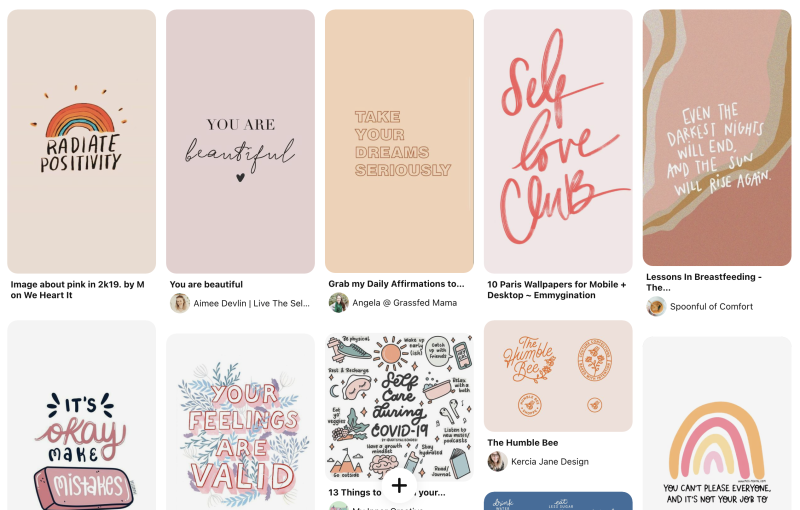 RADIATE
POSITIVITY
Image about pink in 2k19. by M
on We Heart It
YOU ARE
beautiful
You are beautiful
Aimee Devlin | Live The Sel...
TAKE
YOUR
DREAMS
SERIOUSLY
Grab my Daily Affirmations to...
Angela @ Grassfed Mama
Self
love
Club
10 Paris Wallpapers for Mobile +
Desktop ~ Emmygination
EVEN THE
DARKEST NIGHTS
WILL END,
AND THE SUN
WILL RISE AGAIN.
Lessons In Breastfeeding -
The...
Spoonful of Comfort
IT'S
okay
MAKE
MISTAKES
YOUR
FEELINGS
ARE
VALID
Be physical
Wake up
early
(ish)
Catch up
with
friends
Rest & Recharge
Self
Care
during
COVID-19
Relax with
a bath
Eat
yo'
veggies
Listen to
new music/
podcasts
Have a growth
mindset
Stay
hydrated
Go outside
Read/
Journal
13 Things to
your...
The
Humble
Bee
The Humble Bee
Kercia Jane Design
drink
eat
LESS SUGAR
YOU CAN'T PLEASE EVERYONE,
AND IT'S NOT YOUR JOB TO